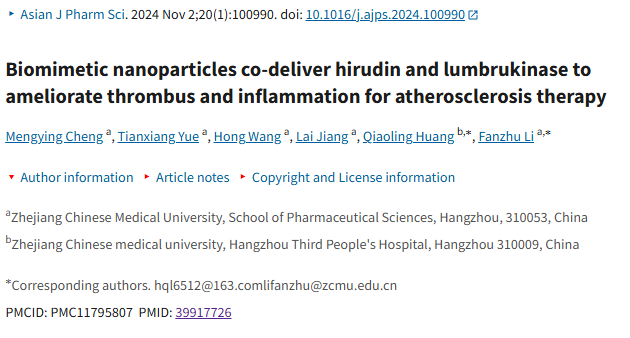 Asian J Pharm Sci. 2024 Nov 2;20(1):100990. doi: 10.1016/j.ajps.2024.100990
Biomimetic nanoparticles co-deliver hirudin and lumbrukinase to
ameliorate thrombus and inflammation for atherosclerosis therapy
Mengying Cheng a, Tianxiang Yue a, Hong Wang a, Lai Jiang a, Qiaoling Huang b,*, Fanzhu Li a,*
Author information Article notes Copyright and License information
aZhejiang Chinese Medical University, School of Pharmaceutical Sciences, Hangzhou, 310053, China
bZhejiang Chinese medical university, Hangzhou Third People's Hospital, Hangzhou 310009, China
*Corresponding authors. hql6512@163.comlifanzhu@zcmu.edu.cn
PMCID: PMC11795807 PMID: 39917726